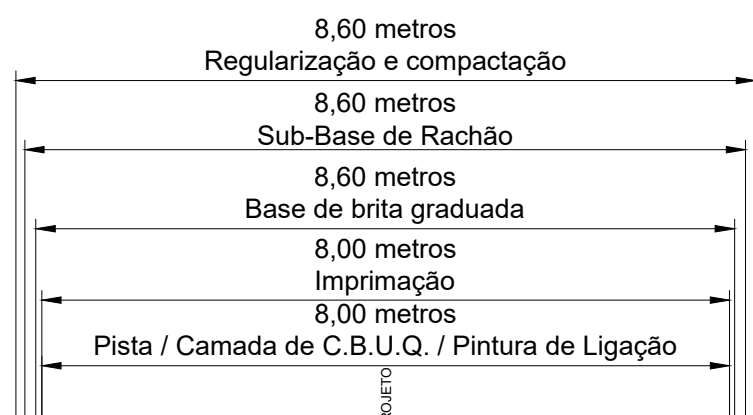 8,60 metros
Regularização e compactação
8,60 metros
Sub-Base de Rachão
8,60 metros
Base de brita graduada
8,00 metros
Imprimação
8,00 metros
Pista / Camada de C.B.U.Q. / Pintura de Ligação